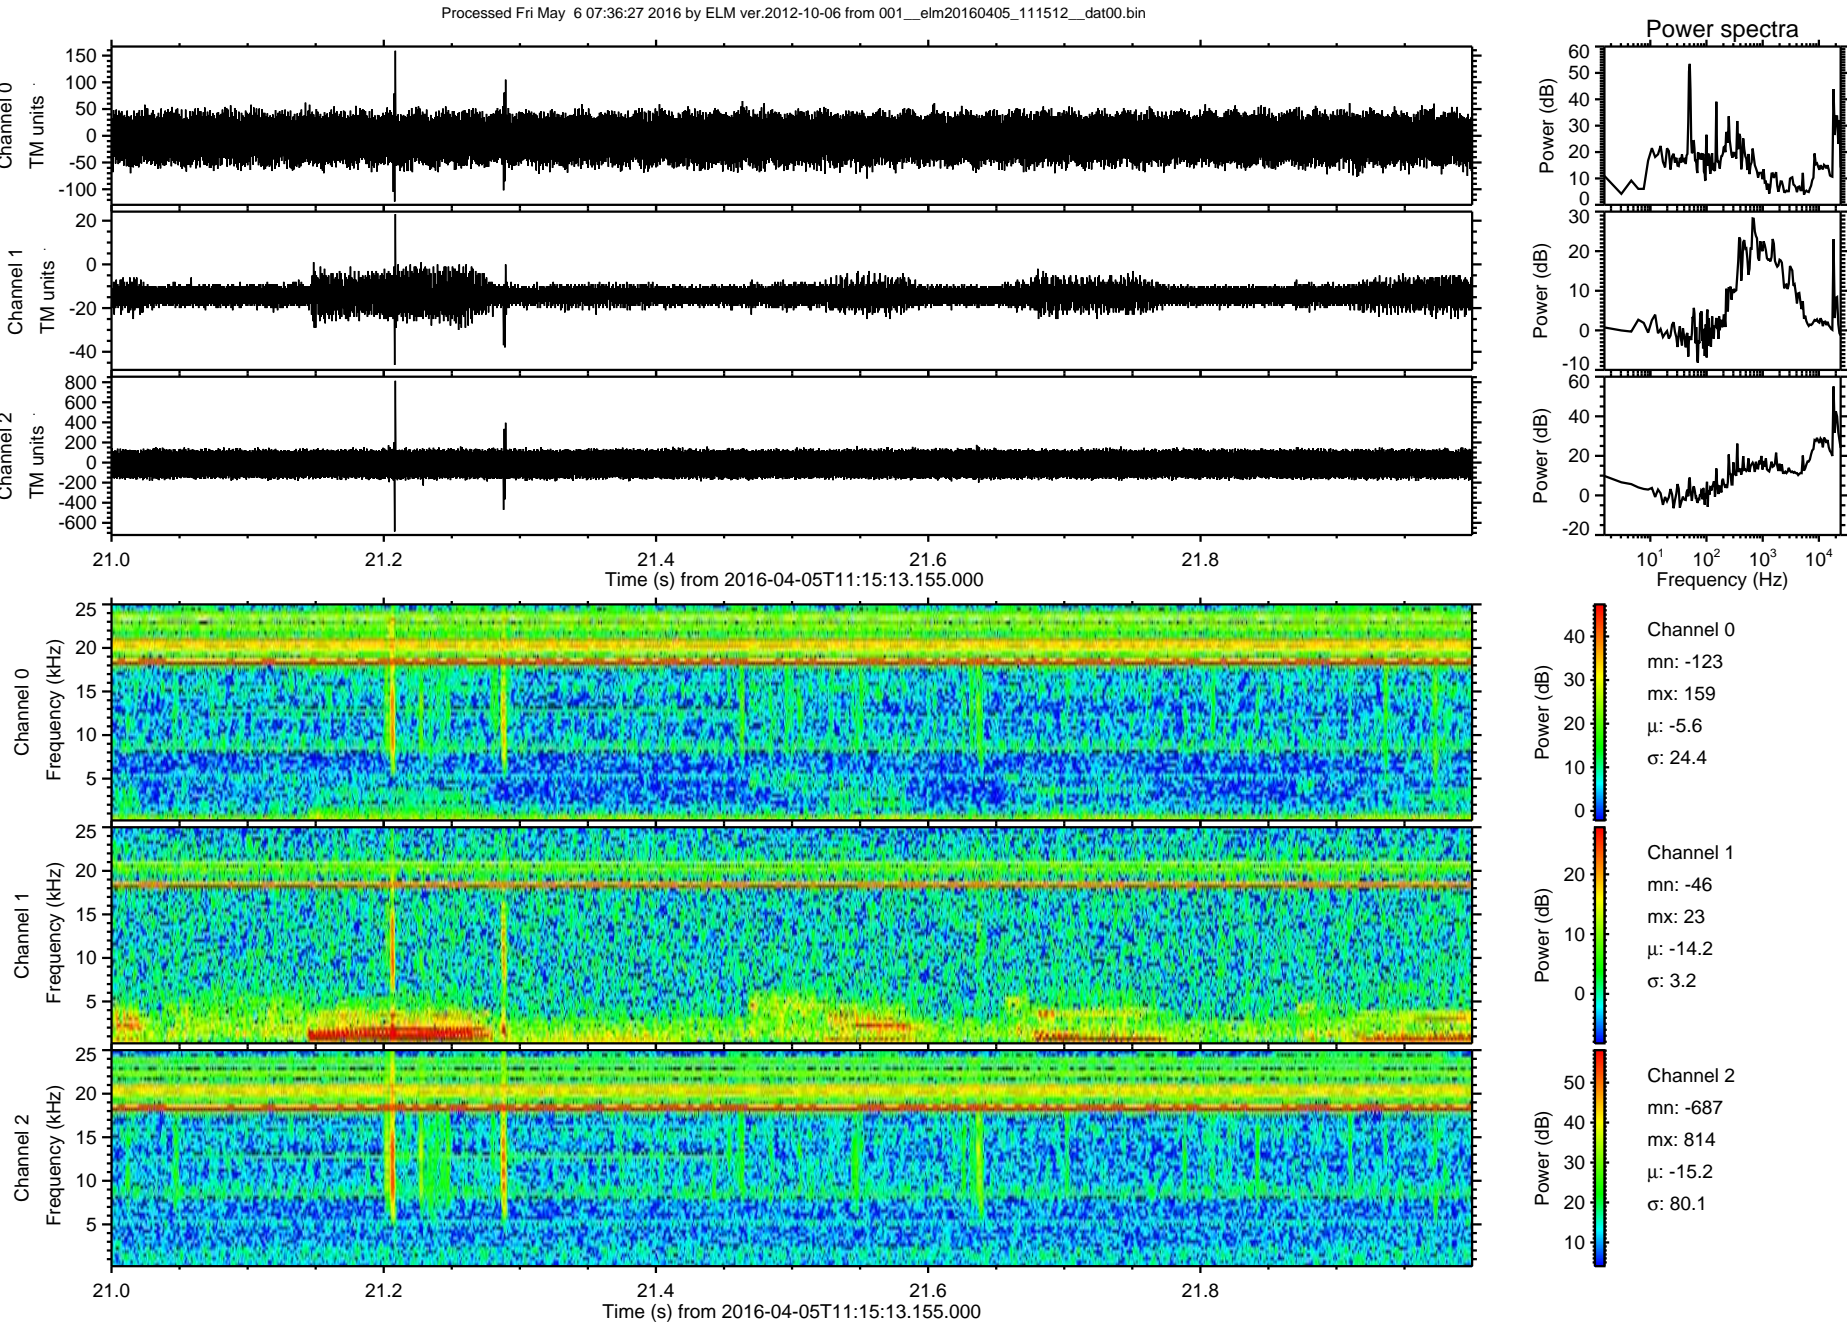 Processed Fri May  6 07:36:27 2016 by ELM ver.2012-10-06 from 001__elm20160405_111512__dat00.bin
Power spectra
Channel 0
TM units
150
100
50
0
-50
-100
Power (dB)
60
50
40
30
20
10
0
Channel 1
TM units
20
0
-20
-40
Power (dB)
30
20
10
0
-10
Channel 2
TM units
800
600
400
200
0
-200
-400
-600
Power (dB)
60
40
20
0
-20
21.0 21.2 21.4 21.6 21.8
Time (s) from 2016-04-05T11:15:13.155.000
10^1 10^2 10^3 10^4
Frequency (Hz)
Channel 0
Frequency (kHz)
25
20
15
10
5
Power (dB)
40
30
20
10
0
Channel 0
mn: -123
mx: 159
μ: -5.6
σ: 24.4
Channel 1
Frequency (kHz)
25
20
15
10
5
Power (dB)
20
10
0
Channel 1
mn: -46
mx: 23
μ: -14.2
σ: 3.2
Channel 2
Frequency (kHz)
25
20
15
10
5
Power (dB)
50
40
30
20
10
Channel 2
mn: -687
mx: 814
μ: -15.2
σ: 80.1
21.0 21.2 21.4 21.6 21.8
Time (s) from 2016-04-05T11:15:13.155.000